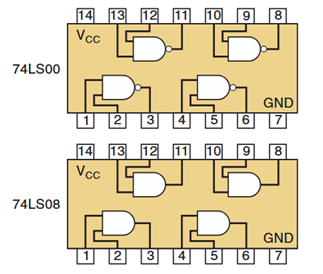 14 13 12 11 10 9 8
VCC
74LS00
GND
1 2 3 4 5 6 7
14 13 12 11 10 9 8
VCC
74LS08
GND
1 2 3 4 5 6 7